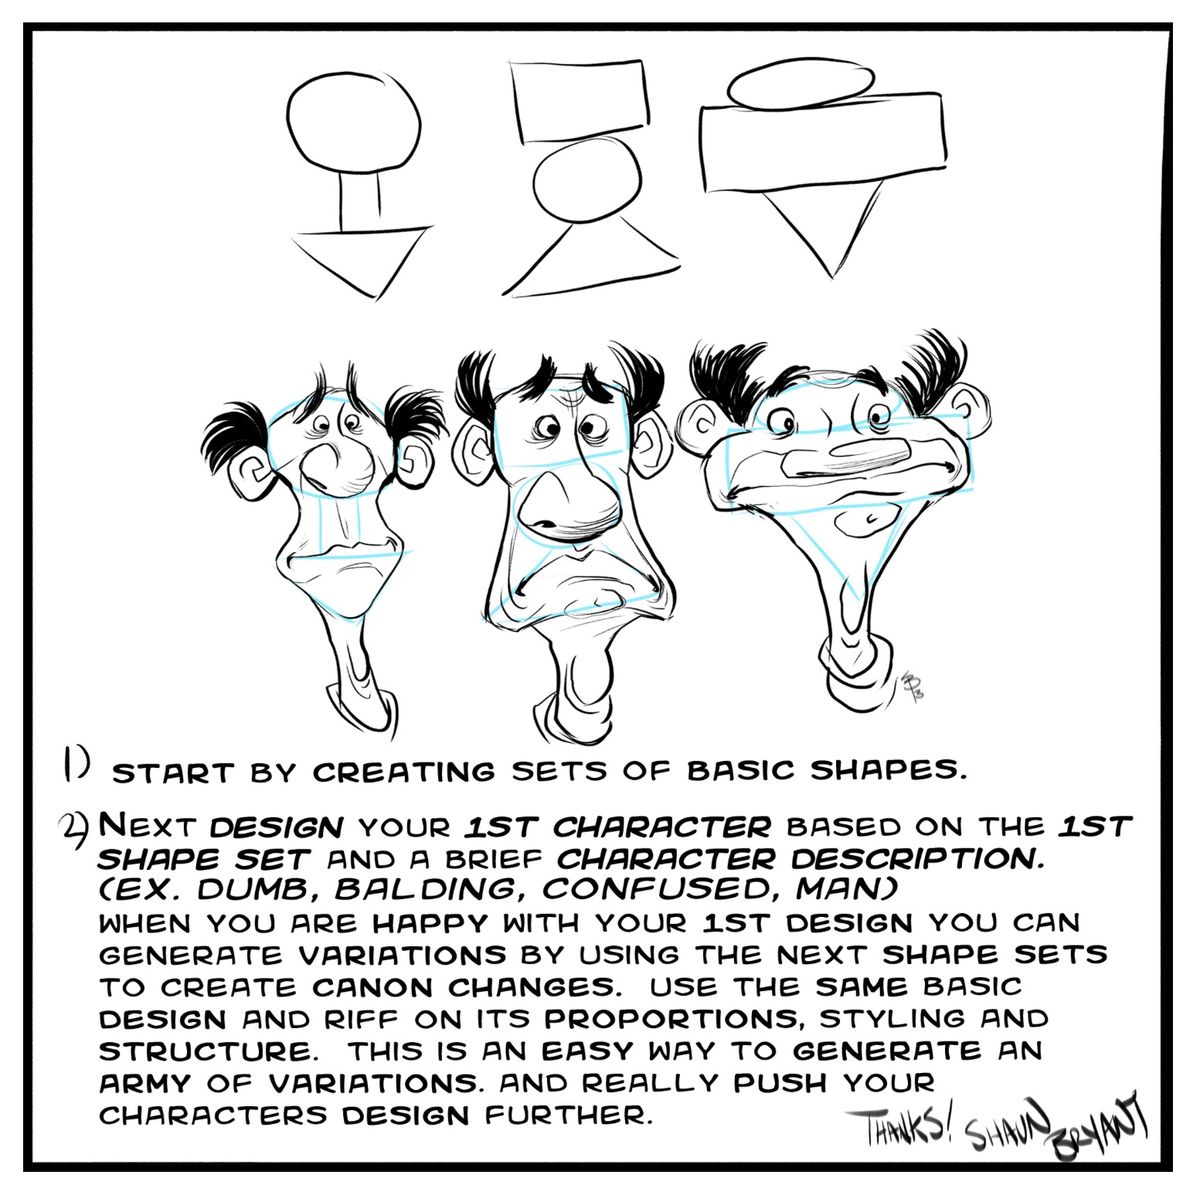 1) START BY CREATING SETS OF BASIC SHAPES.
2) NEXT DESIGN YOUR 1ST CHARACTER BASED ON THE 1ST
SHAPE SET AND A BRIEF CHARACTER DESCRIPTION.
(EX. DUMB, BALDING, CONFUSED, MAN)
WHEN YOU ARE HAPPY WITH YOUR 1ST DESIGN YOU CAN
GENERATE VARIATIONS BY USING THE NEXT SHAPE SETS
TO CREATE CANON CHANGES. USE THE SAME BASIC
DESIGN AND RIFF ON ITS PROPORTIONS, STYLING AND
STRUCTURE. THIS IS AN EASY WAY TO GENERATE AN
ARMY OF VARIATIONS. AND REALLY PUSH YOUR
CHARACTERS DESIGN FURTHER.
THANKS! SHAUN
BRYANT